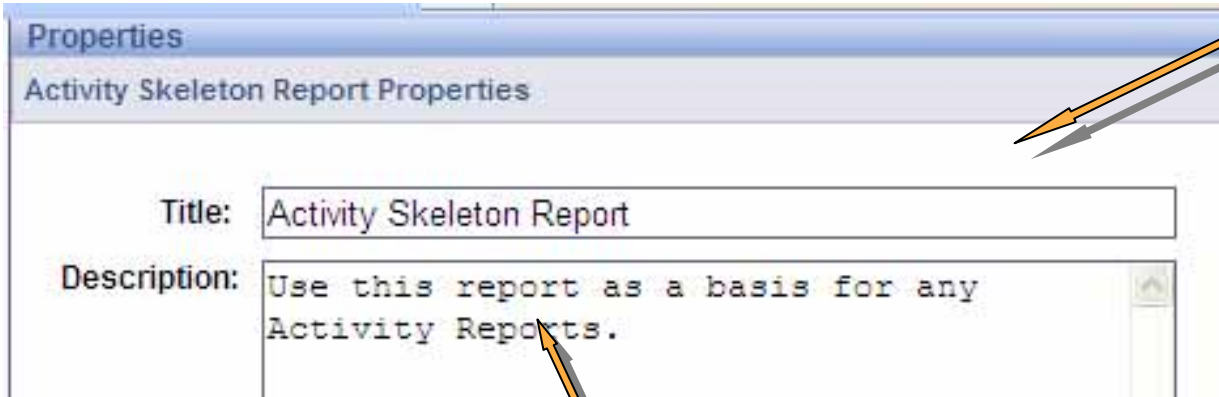 Properties
Activity Skeleton Report Properties
Title: Activity Skeleton Report
Description: Use this report as a basis for any
Activity Reports.